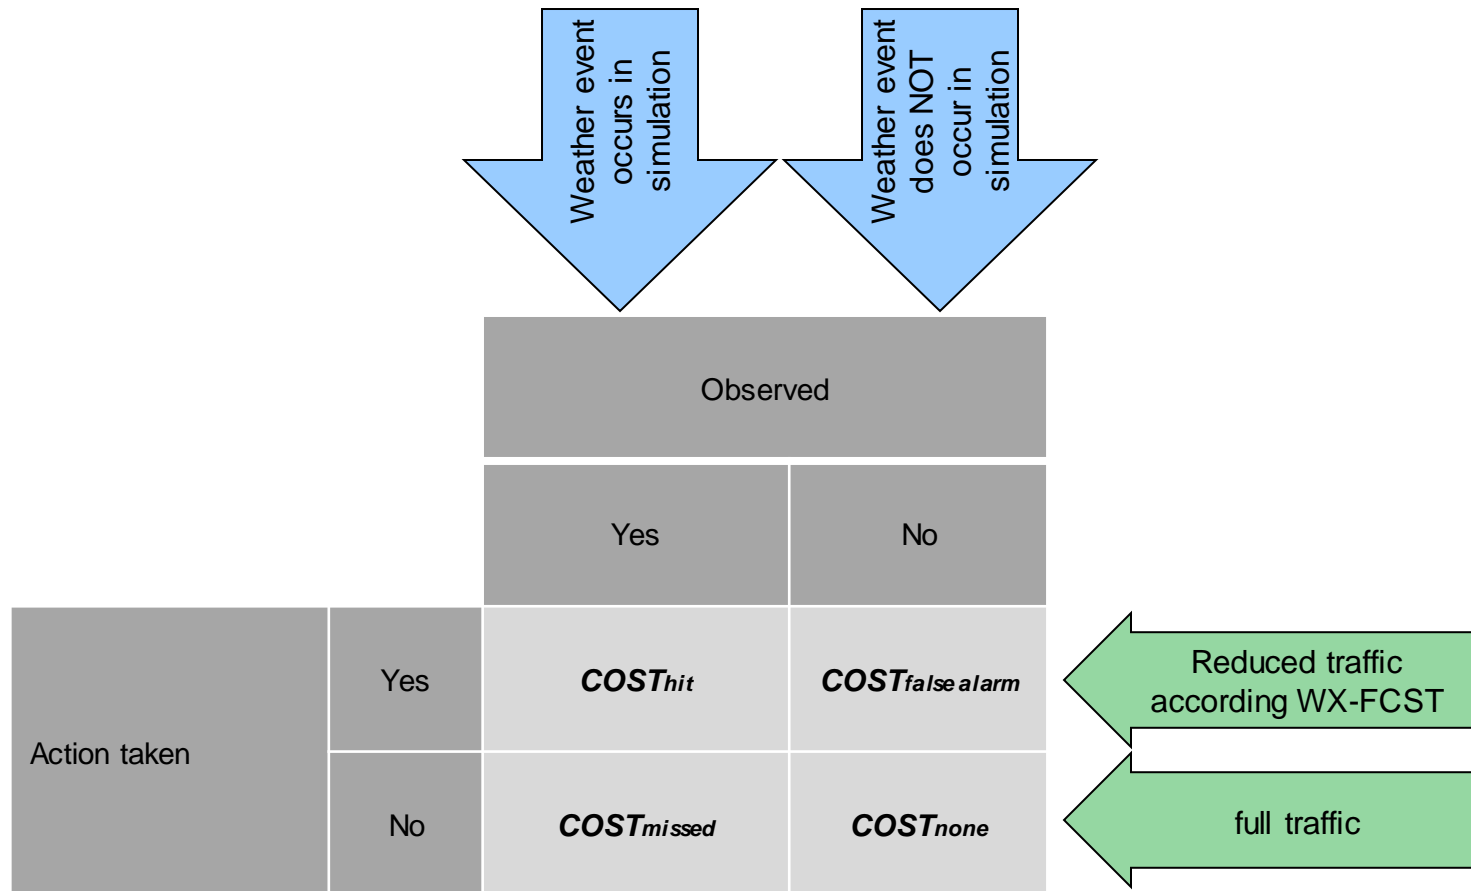 Weather event
occurs in
simulation
Weather event
does NOT
occur in
simulation
Observed
Yes
No
Action taken
Yes
COSThit
COSTfalse alarm
Reduced traffic
according WX-FCST
No
COSTmissed
COSTnone
full traffic